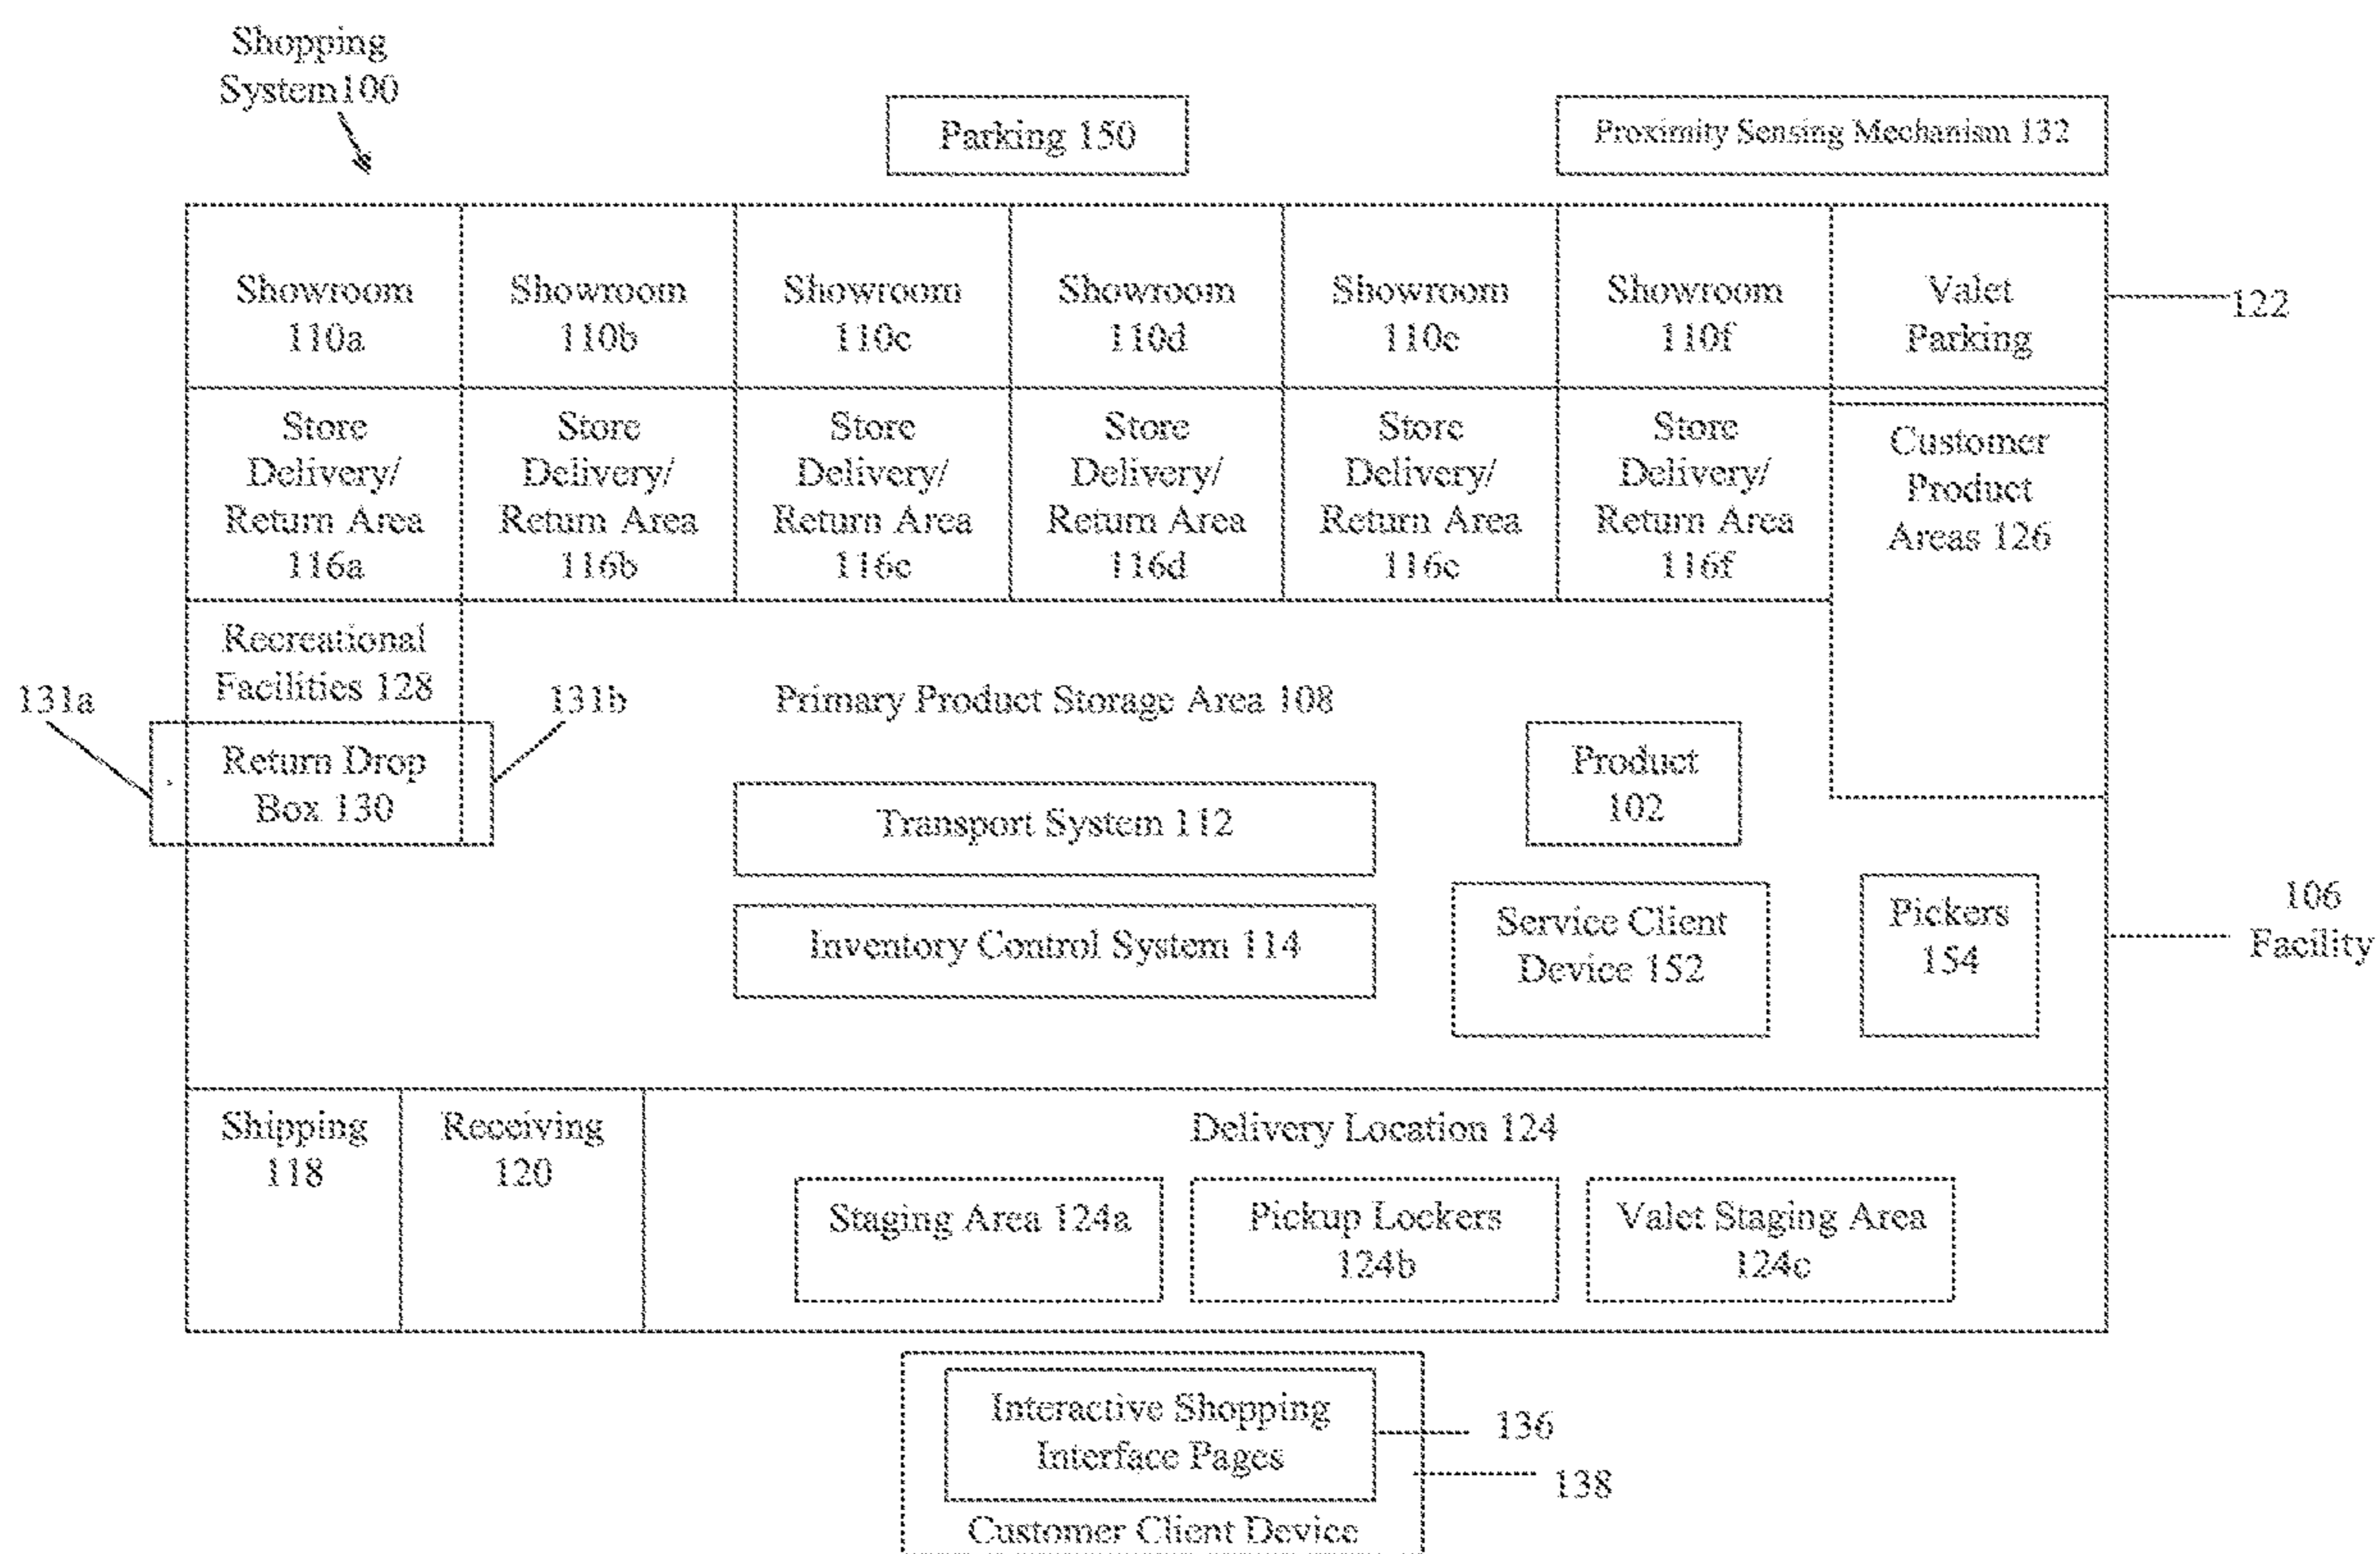 Shopping
System100
Parking 150
Proximity Sensing Mechanism 132
Showroom
110a
Showroom
110b
Showroom
110c
Showroom
110d
Showroom
110e
Showroom
110f
Valet
Parking
122
Store
Delivery/
Return Area
116a
Store
Delivery/
Return Area
116b
Store
Delivery/
Return Area
116c
Store
Delivery/
Return Area
116d
Store
Delivery/
Return Area
116e
Store
Delivery/
Return Area
116f
Customer
Product
Areas 126
Recreational
Facilities 128
131a
131b
Primary Product Storage Area 108
Return Drop
Box 130
Product
102
Transport System 112
Inventory Control System 114
Service Client
Device 152
Pickers
154
106
Facility
Shipping
118
Receiving
120
Delivery Location 124
Staging Area 124a
Pickup Lockers
124b
Valet Staging Area
124c
Interactive Shopping
Interface Pages
136
138
Customer Client Device